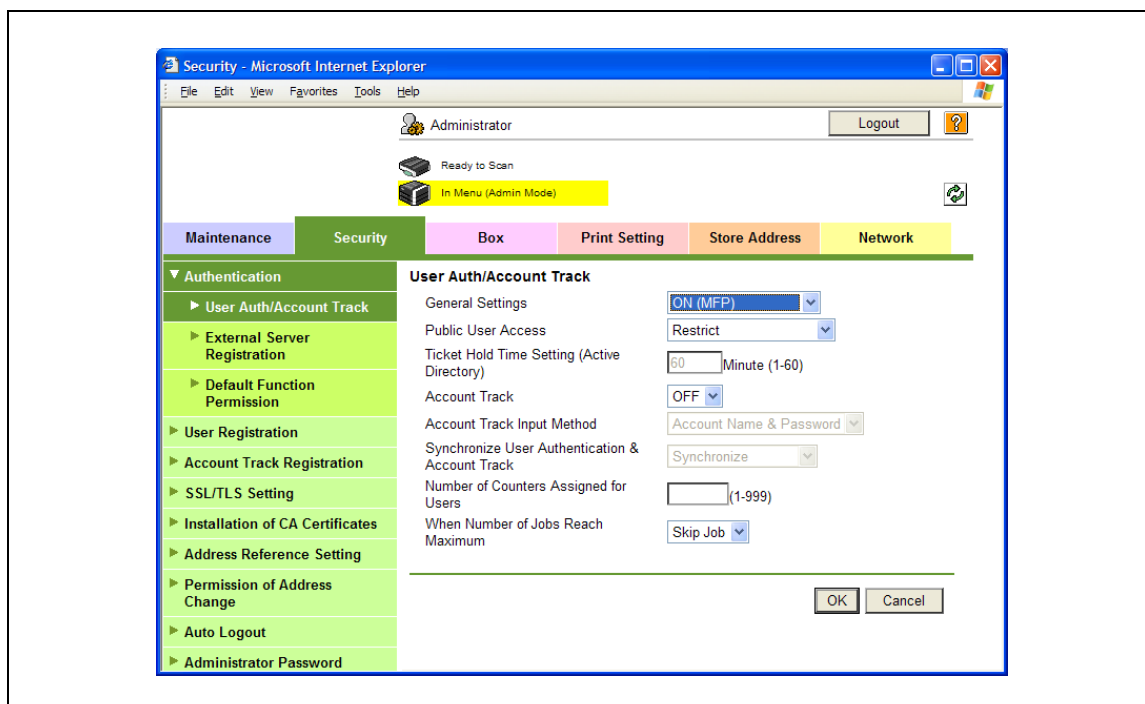 Security - Microsoft Internet Explorer
File Edit View Favorites Tools Help
Administrator
Logout
?
Ready to Scan
In Menu (Admin Mode)
Maintenance Security Box Print Setting Store Address Network
Authentication
User Auth/Account Track
External Server
Registration
Default Function
Permission
User Registration
Account Track Registration
SSL/TLS Setting
Installation of CA Certificates
Address Reference Setting
Permission of Address
Change
Auto Logout
Administrator Password
User Auth/Account Track
General Settings ON (MFP)
Public User Access Restrict
Ticket Hold Time Setting (Active
Directory) 60 Minute (1-60)
Account Track OFF
Account Track Input Method Account Name & Password
Synchronize User Authentication &
Account Track Synchronize
Number of Counters Assigned for
Users (1-999)
When Number of Jobs Reach
Maximum Skip Job
OK Cancel